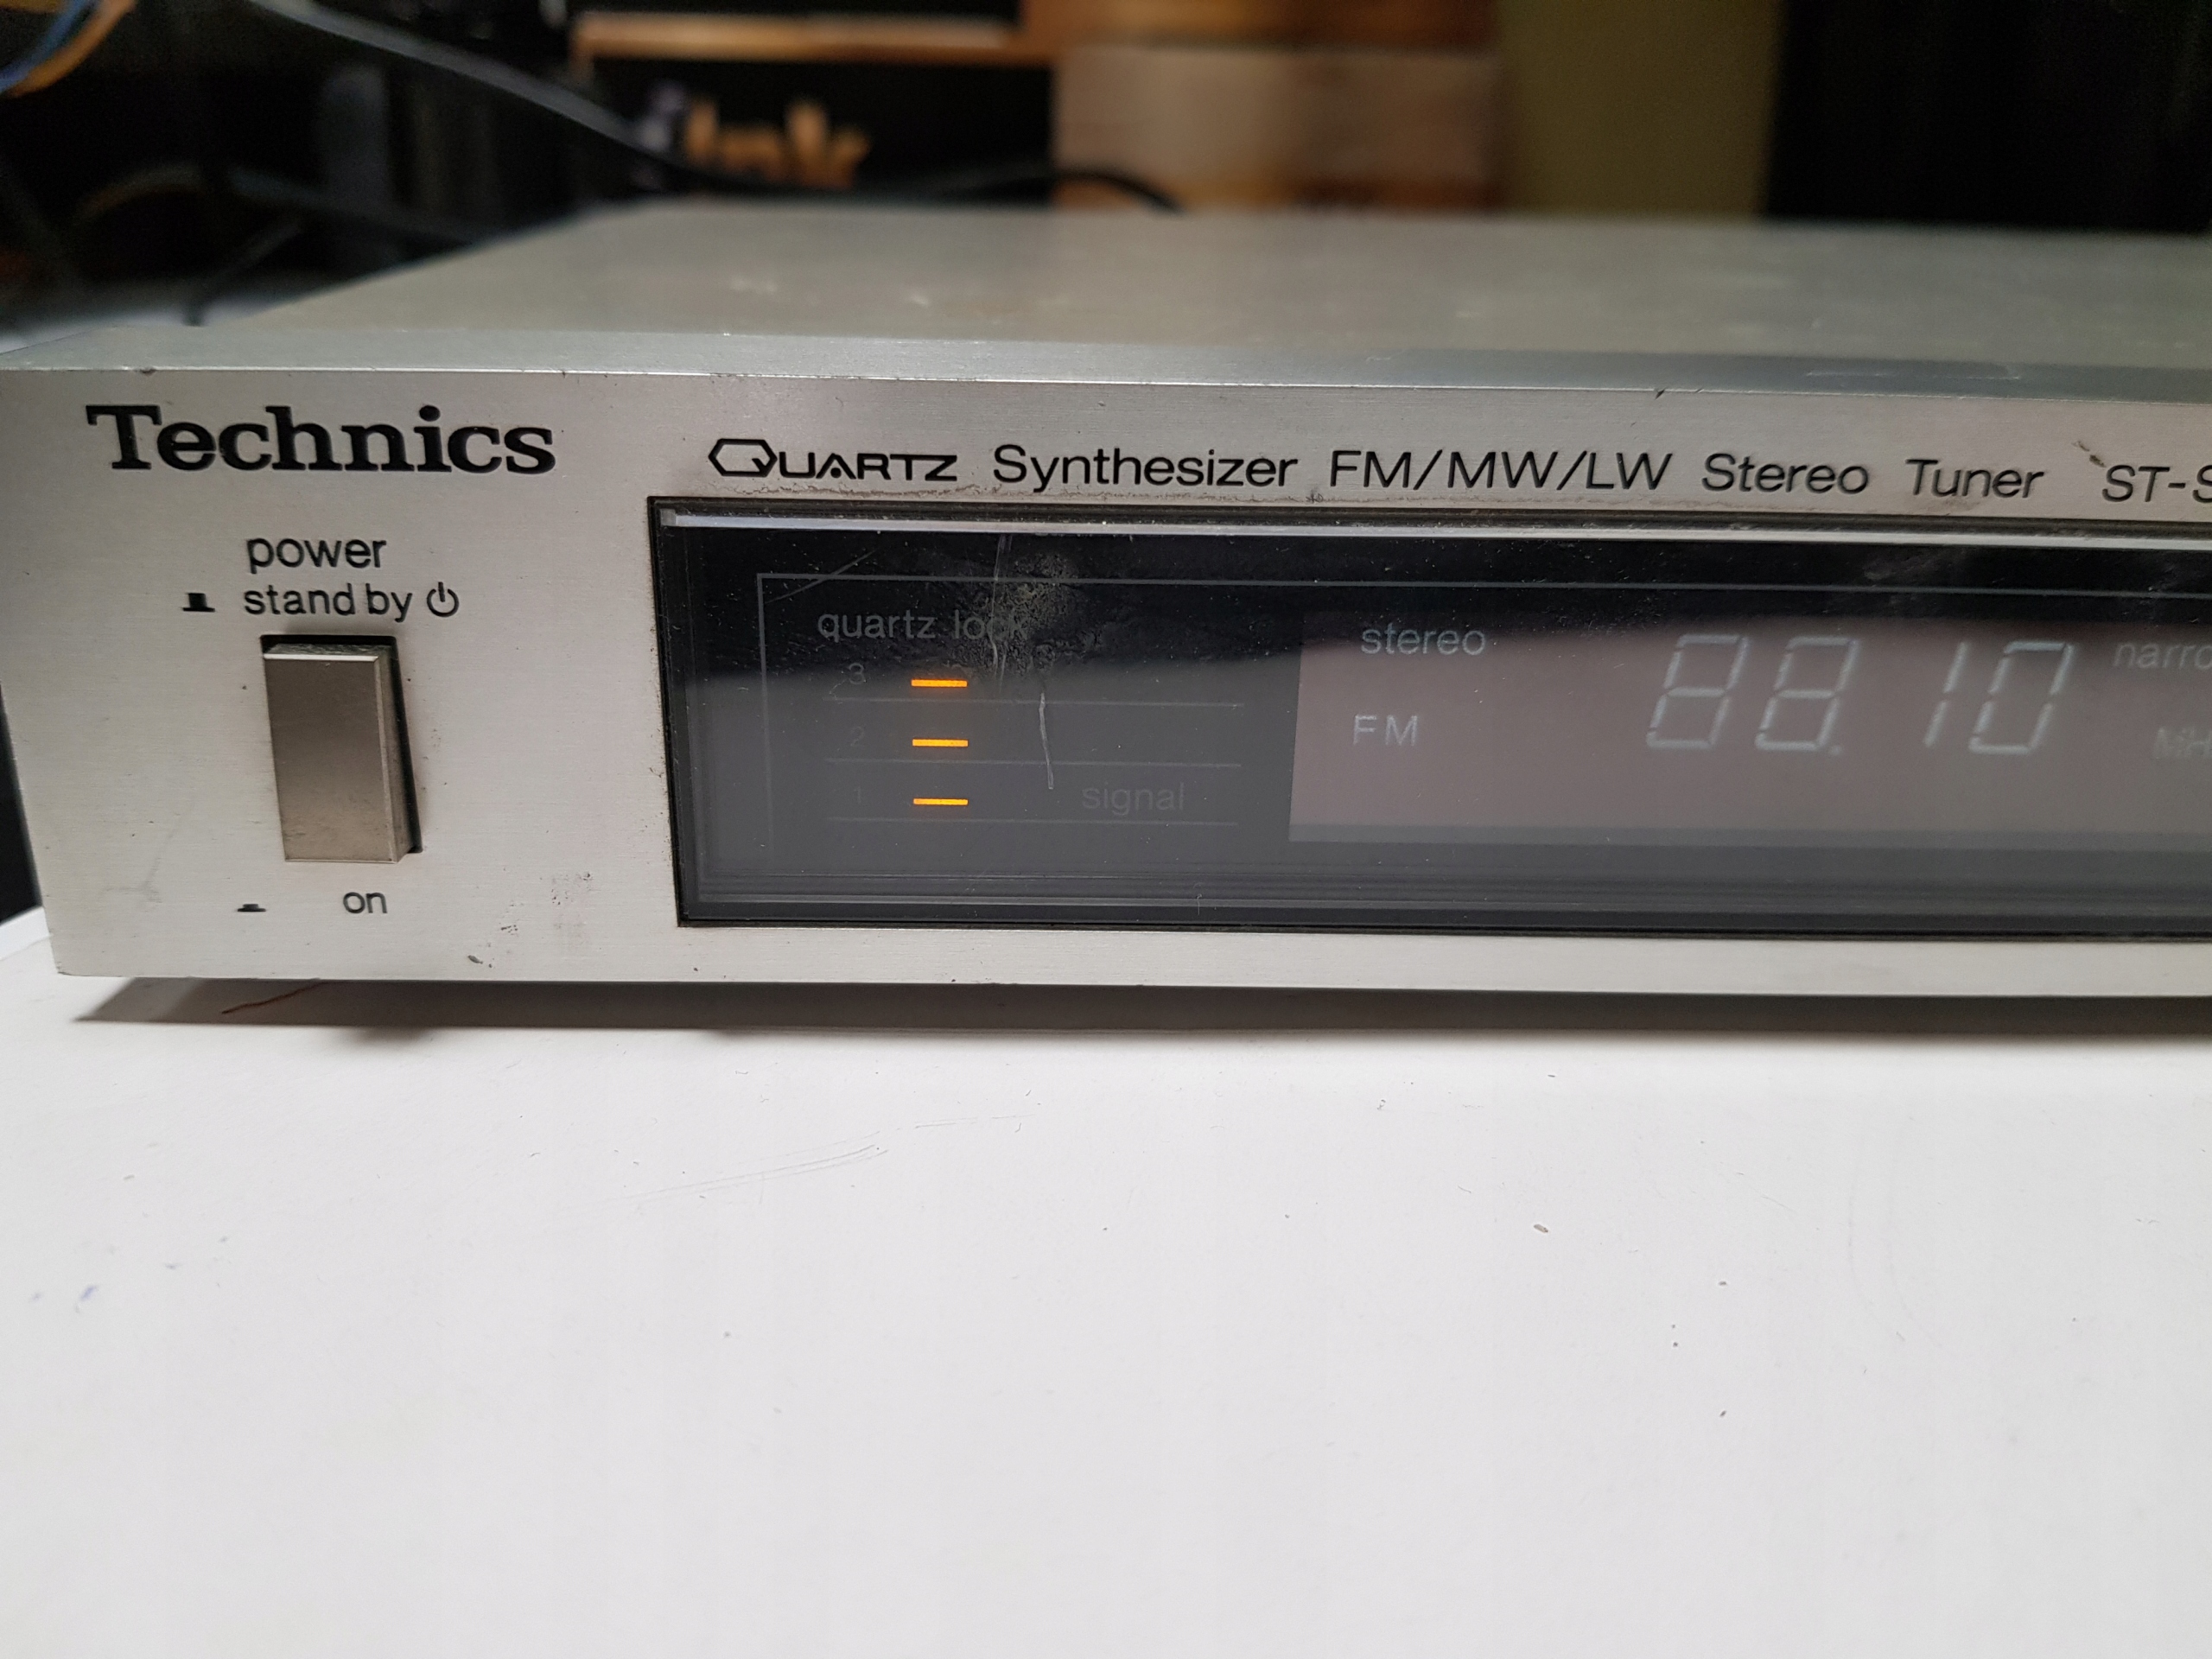 Technics
QUARTZ Synthesizer FM/MW/LW Stereo Tuner ST-S
power
stand by
on
quartz lock
3
2
1 signal
stereo
FM
88.10